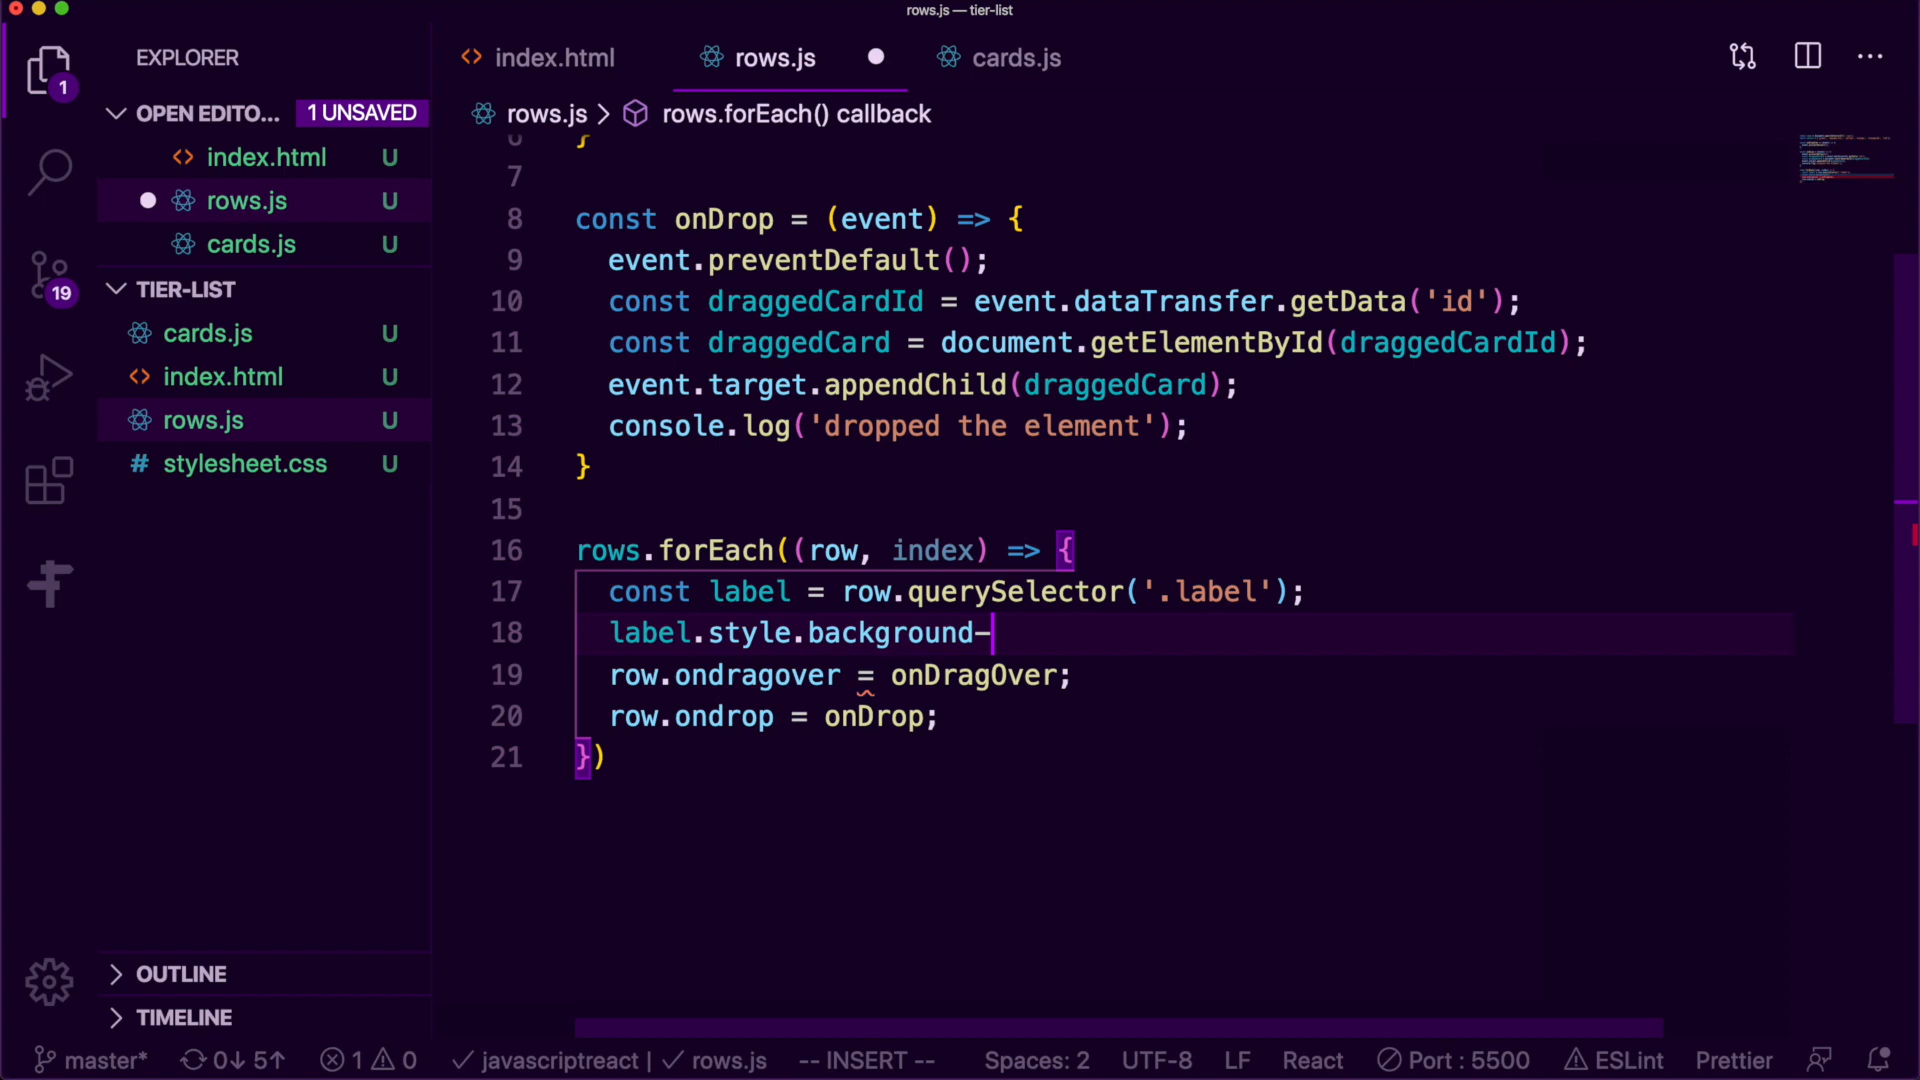 rows.js — tier-list
EXPLORER
index.html
rows.js
cards.js
1
OPEN EDITO... 1 UNSAVED
rows.js > rows.forEach() callback
index.html U
rows.js U
cards.js U
19
TIER-LIST
cards.js U
index.html U
rows.js U
stylesheet.css U
6 }
7
8 const onDrop = (event) => {
9 event.preventDefault();
10 const draggedCardId = event.dataTransfer.getData('id');
11 const draggedCard = document.getElementById(draggedCardId);
12 event.target.appendChild(draggedCard);
13 console.log('dropped the element');
14 }
15
16 rows.forEach((row, index) => {
17 const label = row.querySelector('.label');
18 label.style.background-
19 row.ondragover = onDragOver;
20 row.ondrop = onDrop;
21 })
OUTLINE
TIMELINE
master* 0↓ 5↑ 1 0 javascriptreact | rows.js -- INSERT -- Spaces: 2 UTF-8 LF React Port : 5500 ESLint Prettier